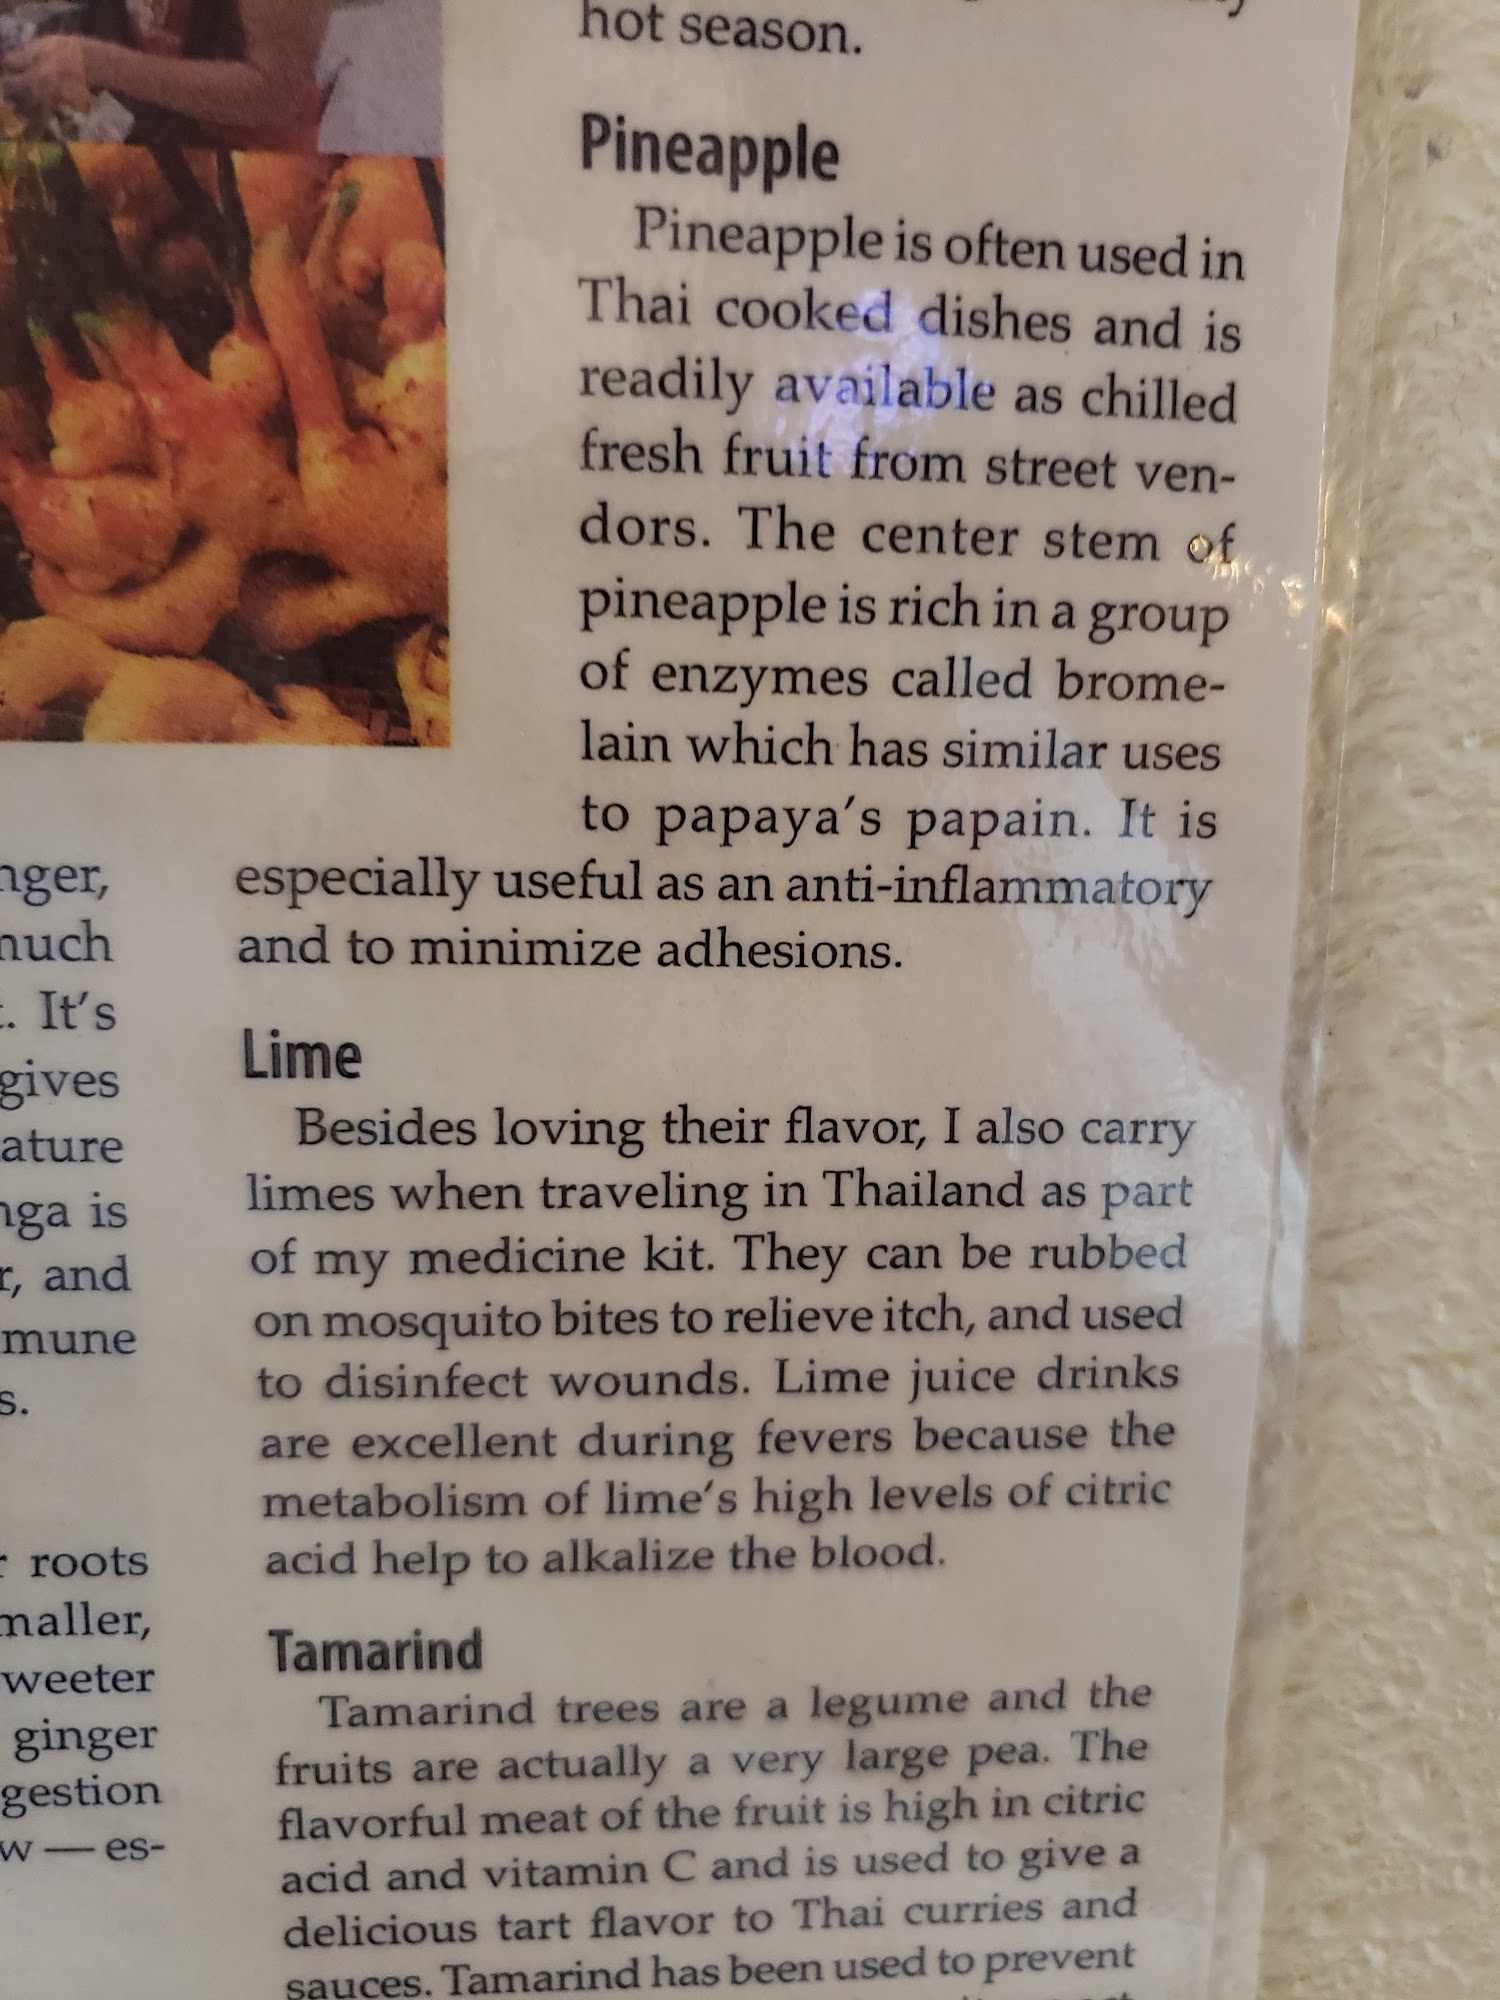 hot season.
Pineapple
Pineapple is often used in
Thai cooked dishes and is
readily available as chilled
fresh fruit from street ven-
dors. The center stem of
pineapple is rich in a group
of enzymes called brome-
lain which has similar uses
to papaya's papain. It is
especially useful as an anti-inflammatory
and to minimize adhesions.
Lime
Besides loving their flavor, I also carry
limes when traveling in Thailand as part
of my medicine kit. They can be rubbed
on mosquito bites to relieve itch, and used
to disinfect wounds. Lime juice drinks
are excellent during fevers because the
metabolism of lime's high levels of citric
acid help to alkalize the blood.
Tamarind
Tamarind trees are a legume and the
fruits are actually a very large pea. The
flavorful meat of the fruit is high in citric
acid and vitamin C and is used to give a
delicious tart flavor to Thai curries and
sauces. Tamarind has been used to prevent
nger,
much
. It's
gives
ature
nga is
r, and
mune
s.
roots
maller,
weeter
ginger
gestion
w — es-